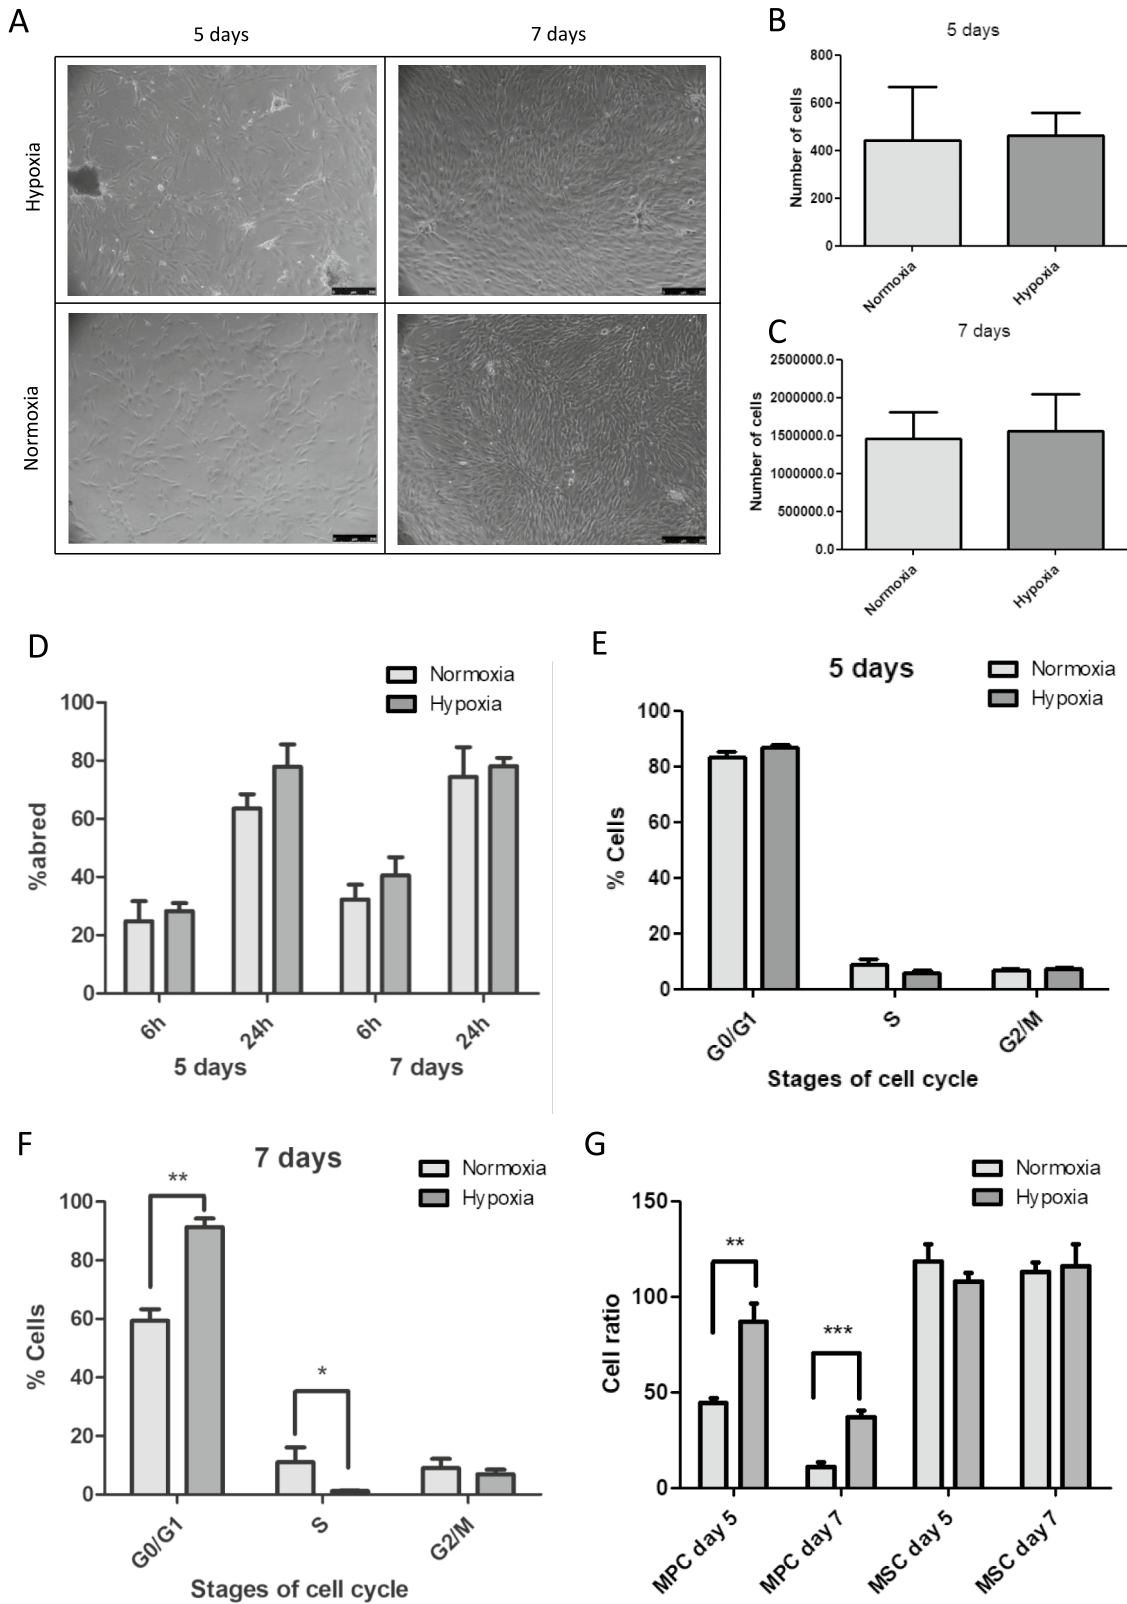 A
5 days
7 days
Hypoxia
Normoxia
B
5 days
Number of cells
800
600
400
200
0
Normoxia
Hypoxia
C
7 days
Number of cells
2500000.0
2000000.0
1500000.0
1000000.0
500000.0
0.0
Normoxia
Hypoxia
D
Normoxia
Hypoxia
%abred
100
80
60
40
20
0
6h
24h
6h
24h
5 days
7 days
E
5 days
Normoxia
Hypoxia
% Cells
100
80
60
40
20
0
G0/G1
S
G2/M
Stages of cell cycle
F
7 days
Normoxia
Hypoxia
% Cells
100
80
60
40
20
0
**
*
G0/G1
S
G2/M
Stages of cell cycle
G
Normoxia
Hypoxia
Cell ratio
150
100
50
0
**
***
MPC day 5
MPC day 7
MSC day 5
MSC day 7